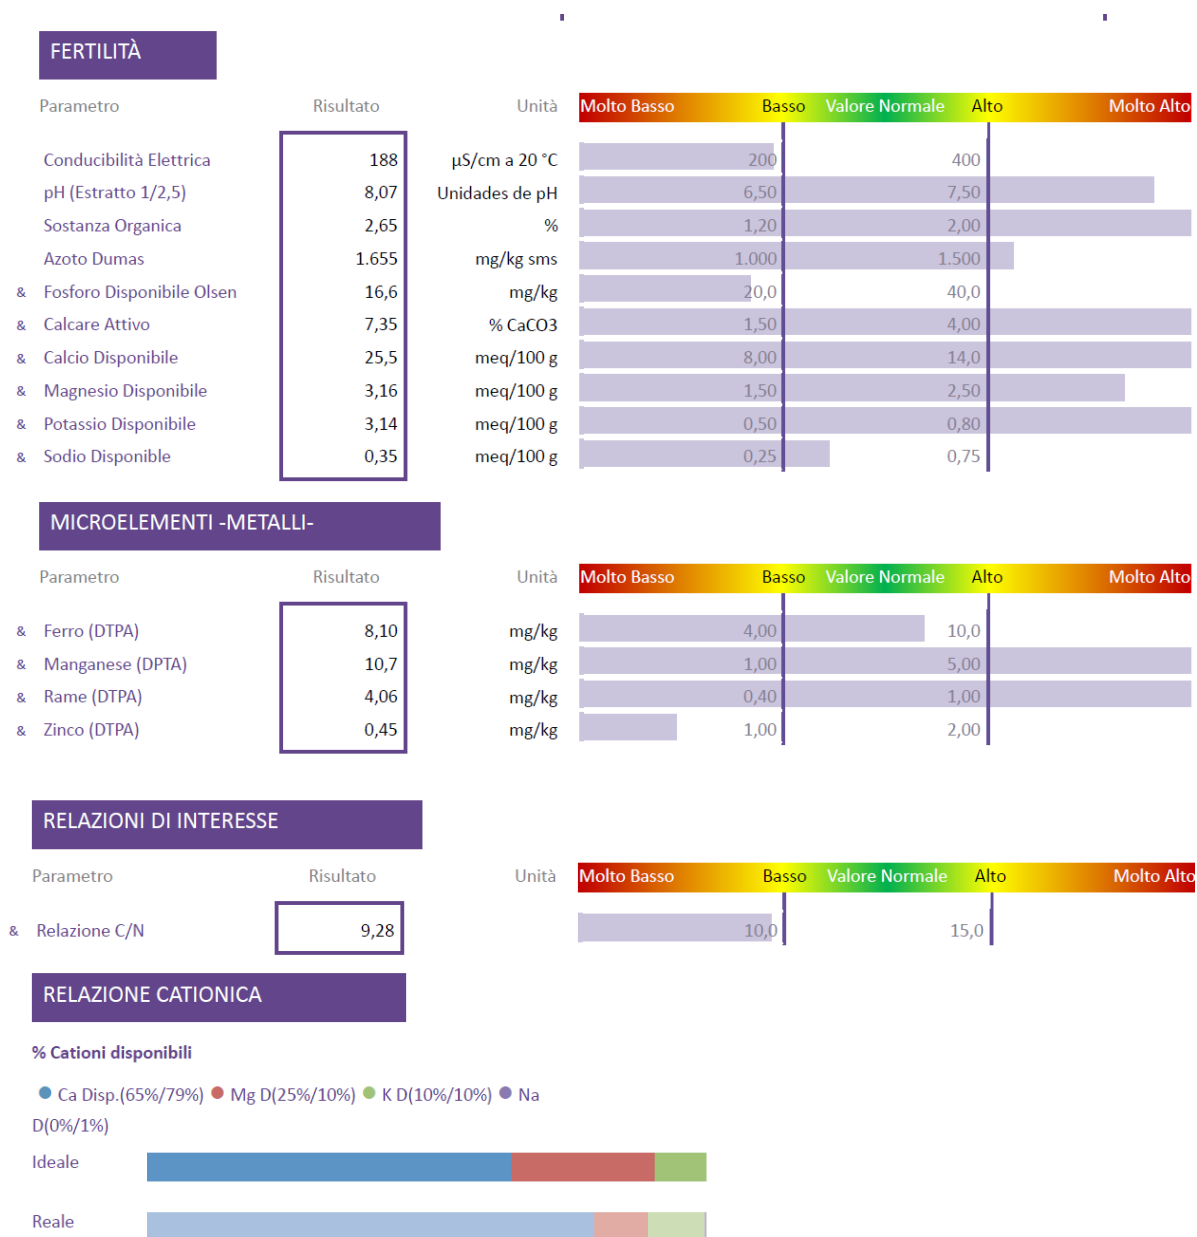 FERTILITÀ
Parametro Risultato Unità Molto Basso Basso Valore Normale Alto Molto Alto
Conducibilità Elettrica 188 µS/cm a 20 °C 200 400
pH (Estratto 1/2,5) 8,07 Unidades de pH 6,50 7,50
Sostanza Organica 2,65 % 1,20 2,00
Azoto Dumas 1.655 mg/kg sms 1.000 1.500
& Fosforo Disponibile Olsen 16,6 mg/kg 20,0 40,0
& Calcare Attivo 7,35 % CaCO3 1,50 4,00
& Calcio Disponibile 25,5 meq/100 g 8,00 14,0
& Magnesio Disponibile 3,16 meq/100 g 1,50 2,50
& Potassio Disponibile 3,14 meq/100 g 0,50 0,80
& Sodio Disponible 0,35 meq/100 g 0,25 0,75
MICROELEMENTI -METALLI-
Parametro Risultato Unità Molto Basso Basso Valore Normale Alto Molto Alto
& Ferro (DTPA) 8,10 mg/kg 4,00 10,0
& Manganese (DPTA) 10,7 mg/kg 1,00 5,00
& Rame (DTPA) 4,06 mg/kg 0,40 1,00
& Zinco (DTPA) 0,45 mg/kg 1,00 2,00
RELAZIONI DI INTERESSE
Parametro Risultato Unità Molto Basso Basso Valore Normale Alto Molto Alto
& Relazione C/N 9,28 10,0 15,0
RELAZIONE CATIONICA
% Cationi disponibili
Ca Disp.(65%/79%) Mg D(25%/10%) K D(10%/10%) Na
D(0%/1%)
Ideale
Reale